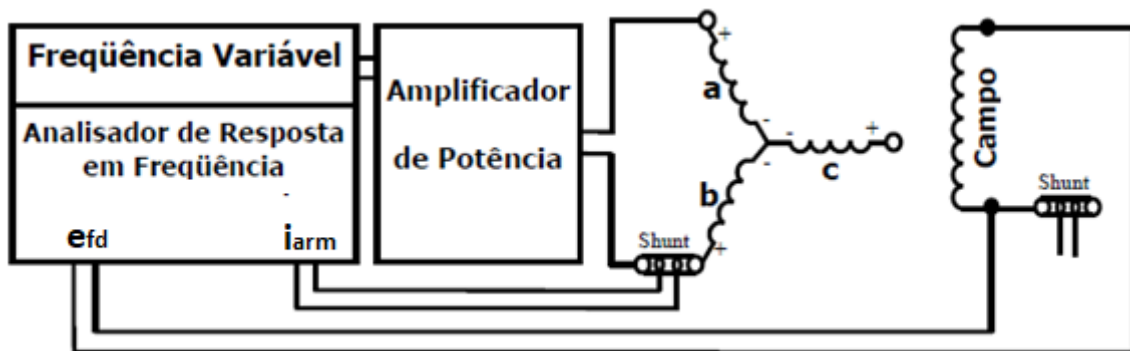 Freqüência Variável
Analisador de Resposta
em Freqüência
-
efd
iarm
Amplificador
de Potência
+
a
-
-
+
c
-
b
+
Shunt
Campo
Shunt